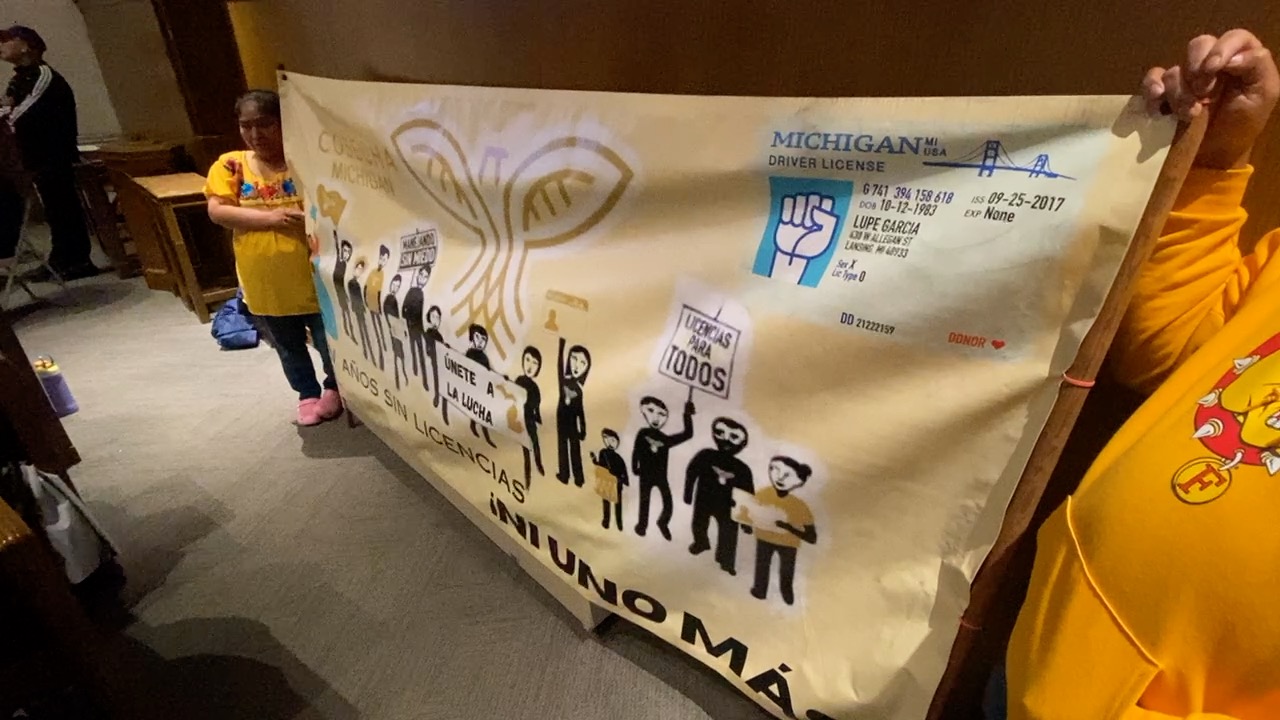 COSECHA
MICHIGAN
MANEJANDO
SIN MIEDO
ÚNETE A
LA LUCHA
LICENCIAS
PARA
TODOS
MICHIGAN MI
USA
DRIVER LICENSE
G 741 394 158 618
DOB 10-12-1983
ISS 09-25-2017
EXP None
LUPE GARCIA
430 W ALLEGAN ST
LANSING MI 48933
Sex X
Lic Type O
DD 21222159
DONOR
AÑOS SIN LICENCIAS
¡NI UNO MÁS
F